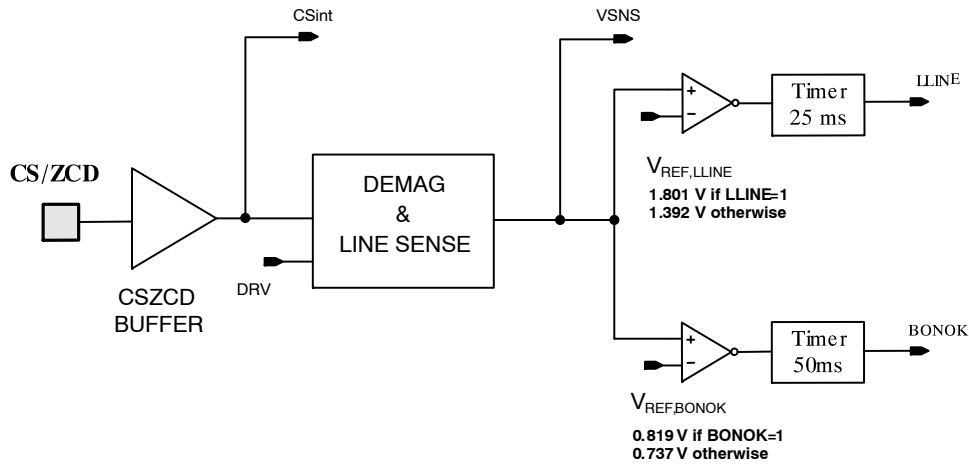 CSint
VSNS
LLINE
Timer
25 ms
+
−
V_REF,LLINE
1.801 V if LLINE=1
1.392 V otherwise
CS/ZCD
DEMAG
&
LINE SENSE
DRV
CSZCD
BUFFER
BONOK
Timer
50ms
+
−
V_REF,BONOK
0.819 V if BONOK=1
0.737 V otherwise